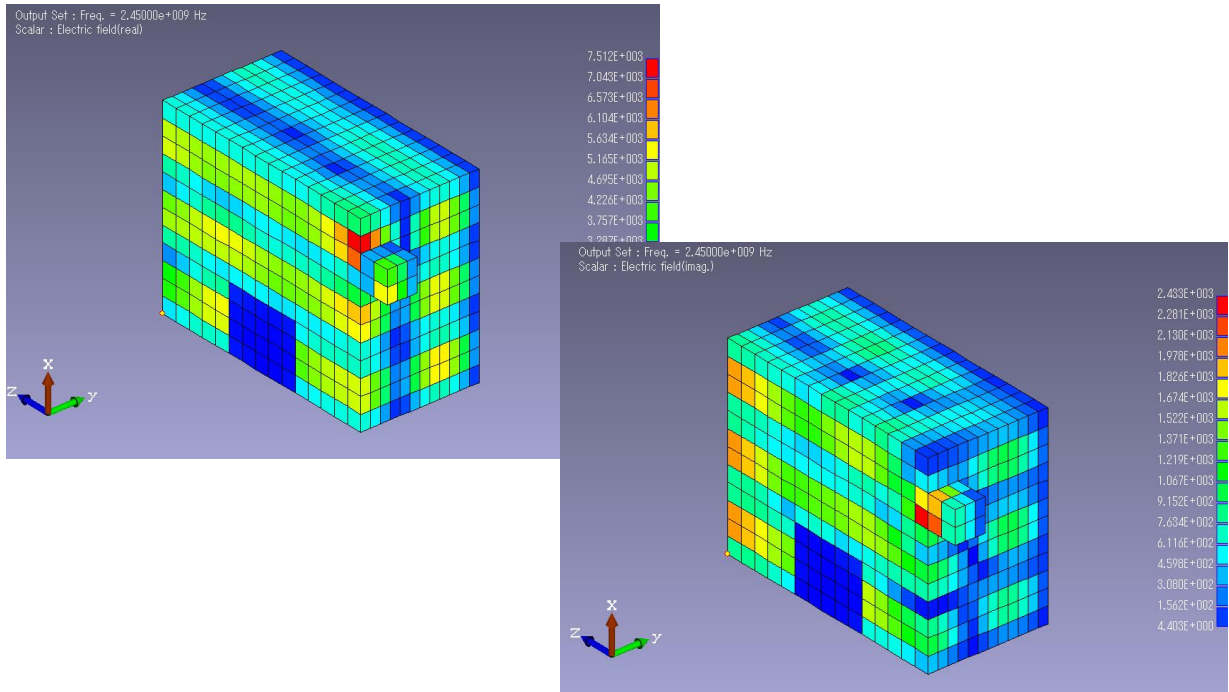 Output Set : Freq. = 2.45000e+009 Hz
Scalar : Electric field(real)
7.512E+003
7.043E+003
6.573E+003
6.104E+003
5.634E+003
5.165E+003
4.695E+003
4.226E+003
3.757E+003
3.287E+003
X
Z
y
Output Set : Freq. = 2.45000e+009 Hz
Scalar : Electric field(imag.)
2.433E+003
2.281E+003
2.130E+003
1.978E+003
1.826E+003
1.674E+003
1.522E+003
1.371E+003
1.219E+003
1.067E+003
9.152E+002
7.634E+002
6.116E+002
4.598E+002
3.080E+002
1.562E+002
4.403E+000
X
Z
y